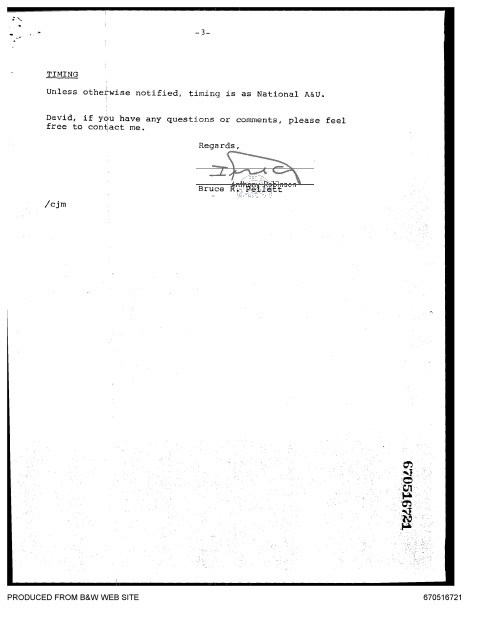 -3-
TIMING
Unless otherwise notified, timing is as National A&U.
David, if you have any questions or comments, please feel
free to contact me.
Regards,
Anthony Robinson
Bruce R. Pellett
/cjm
670516721
PRODUCED FROM B&W WEB SITE
670516721